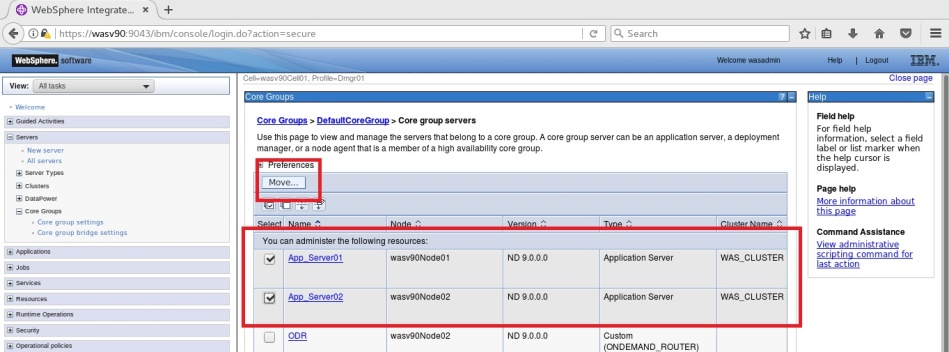 WebSphere Integrate...
https://wasv90:9043/ibm/console/login.do?action=secure
Search
WebSphere. software
Welcome wasadmin
Help | Logout
IBM.
Cell=wasv90Cell01, Profile=Dmgr01
Close page
View: All tasks
Welcome
Guided Activities
Servers
New server
All servers
Server Types
Clusters
DataPower
Core Groups
Core group settings
Core group bridge settings
Applications
Jobs
Services
Resources
Runtime Operations
Security
Operational policies
Core Groups
Core Groups > DefaultCoreGroup > Core group servers
Use this page to view and manage the servers that belong to a core group. A core group server can be an application server, a deployment
manager, or a node agent that is a member of a high availability core group.
Preferences
Move...
Select Name Node Version Type Cluster Name
You can administer the following resources:
App_Server01 wasv90Node01 ND 9.0.0.0 Application Server WAS_CLUSTER
App_Server02 wasv90Node02 ND 9.0.0.0 Application Server WAS_CLUSTER
ODR wasv90Node02 ND 9.0.0.0 Custom
(ONDEMAND_ROUTER)
Help
Field help
For field help
information, select a field
label or list marker when
the help cursor is
displayed.
Page help
More information about
this page
Command Assistance
View administrative
scripting command for
last action